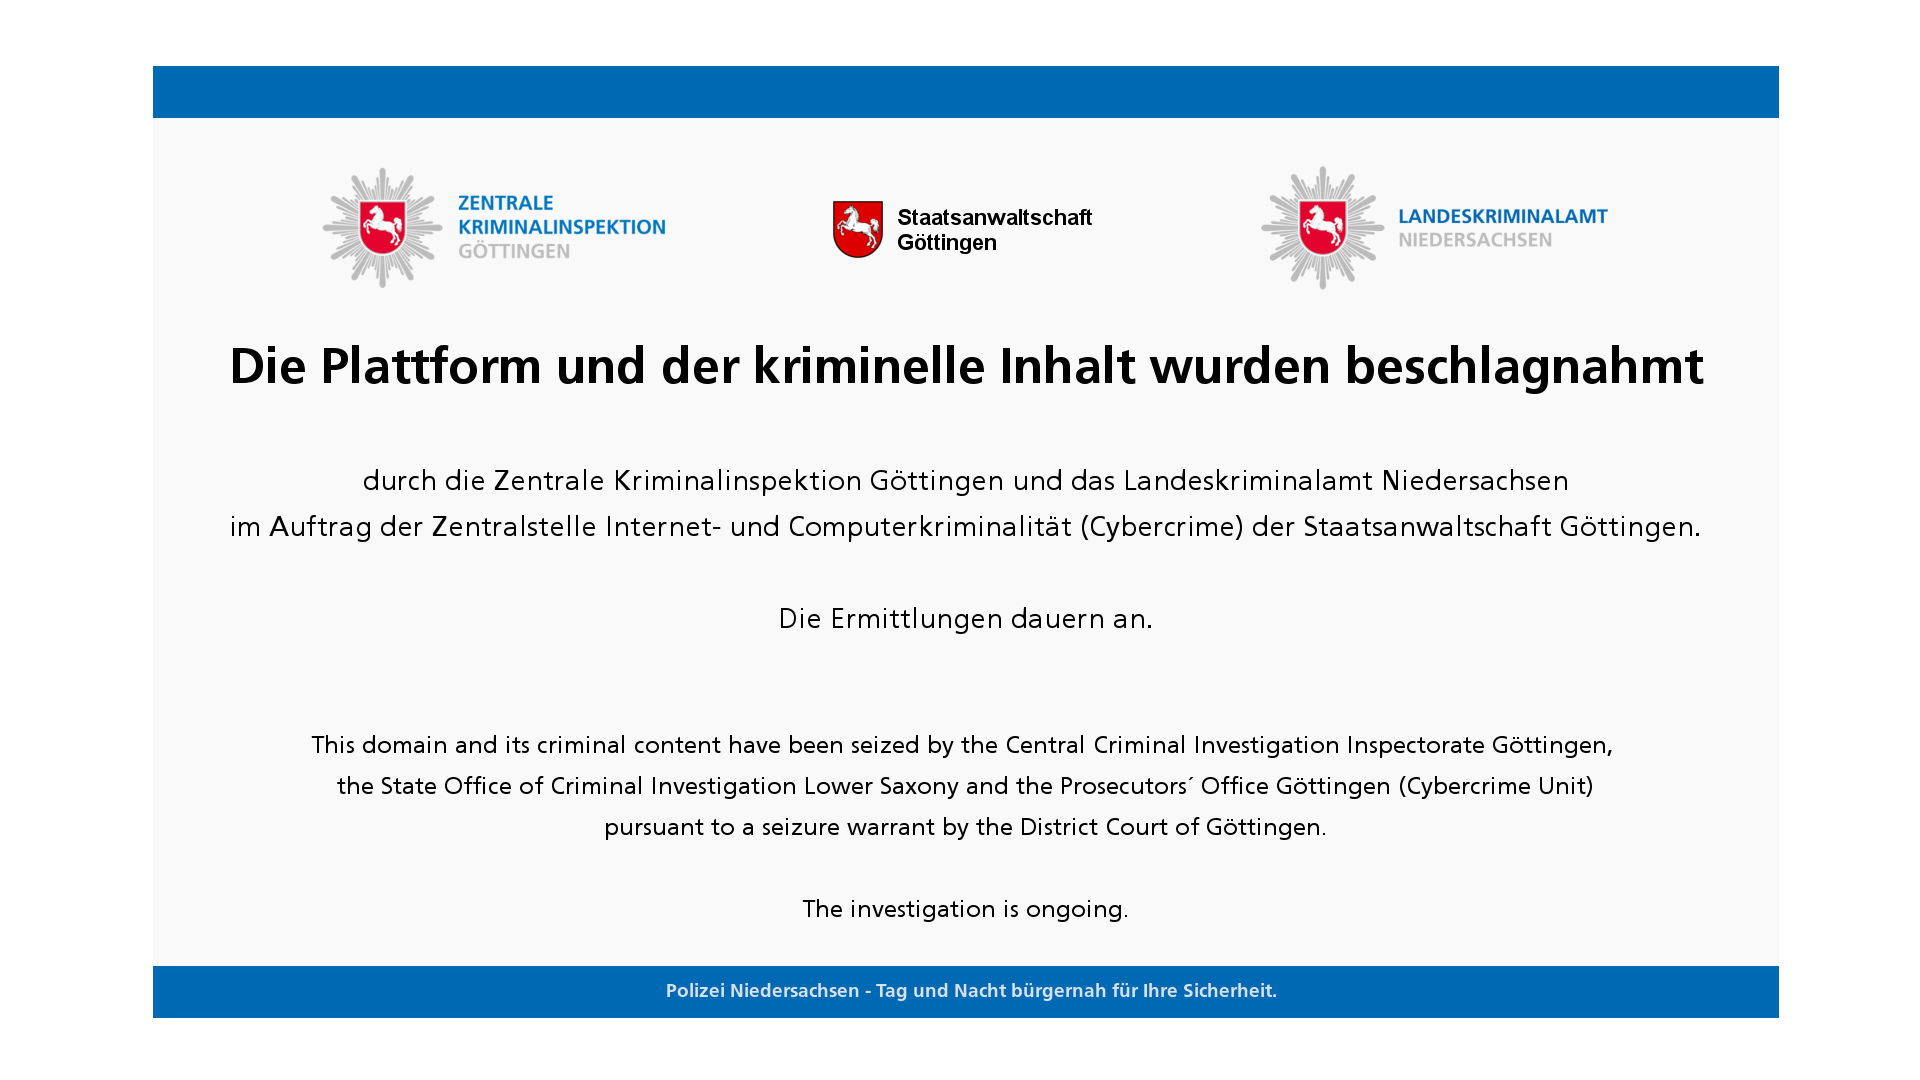 ZENTRALE
KRIMINALINSPEKTION
GÖTTINGEN
Staatsanwaltschaft
Göttingen
LANDESKRIMINALAMT
NIEDERSACHSEN
Die Plattform und der kriminelle Inhalt wurden beschlagnahmt
durch die Zentrale Kriminalinspektion Göttingen und das Landeskriminalamt Niedersachsen
im Auftrag der Zentralstelle Internet- und Computerkriminalität (Cybercrime) der Staatsanwaltschaft Göttingen.
Die Ermittlungen dauern an.
This domain and its criminal content have been seized by the Central Criminal Investigation Inspectorate Göttingen,
the State Office of Criminal Investigation Lower Saxony and the Prosecutors´ Office Göttingen (Cybercrime Unit)
pursuant to a seizure warrant by the District Court of Göttingen.
The investigation is ongoing.
Polizei Niedersachsen - Tag und Nacht bürgernah für Ihre Sicherheit.